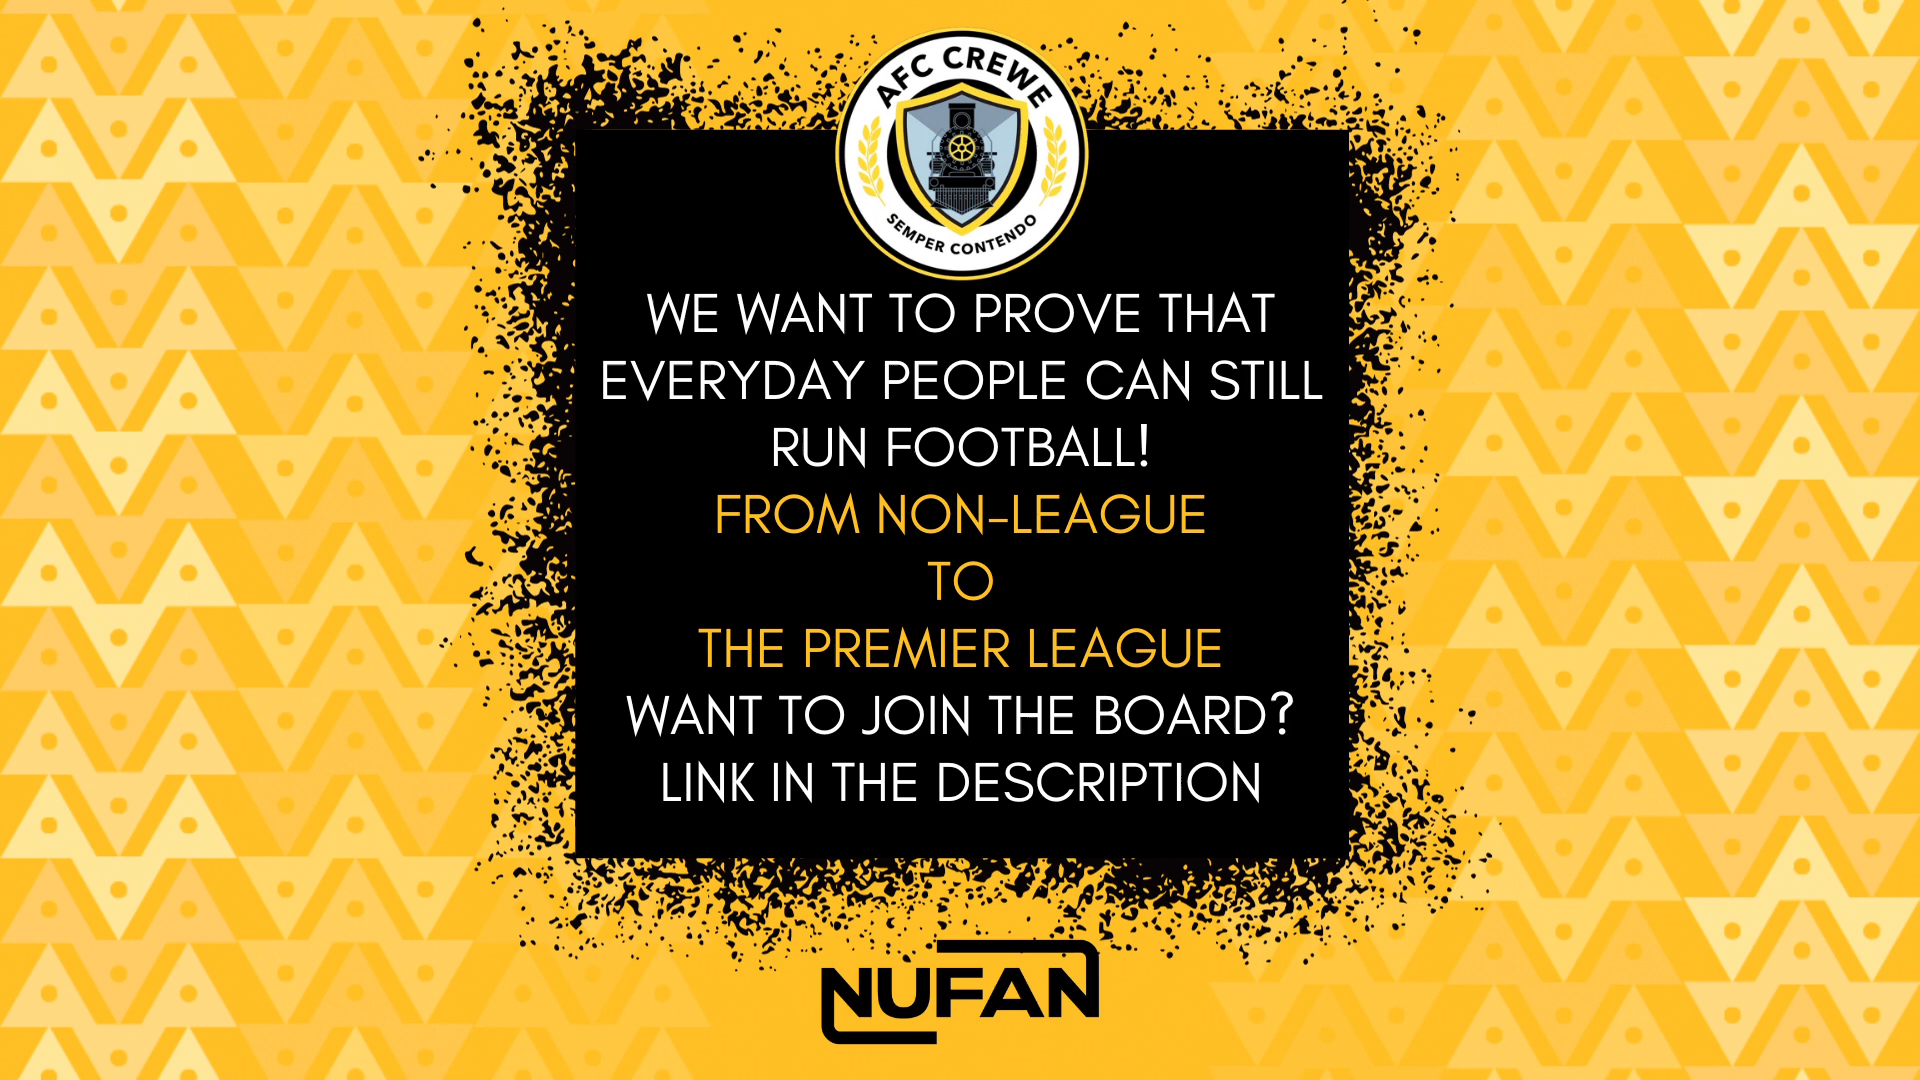 AFC CREWE
SEMPER CONTENDO
WE WANT TO PROVE THAT
EVERYDAY PEOPLE CAN STILL
RUN FOOTBALL!
FROM NON-LEAGUE
TO
THE PREMIER LEAGUE
WANT TO JOIN THE BOARD?
LINK IN THE DESCRIPTION
NUFAN